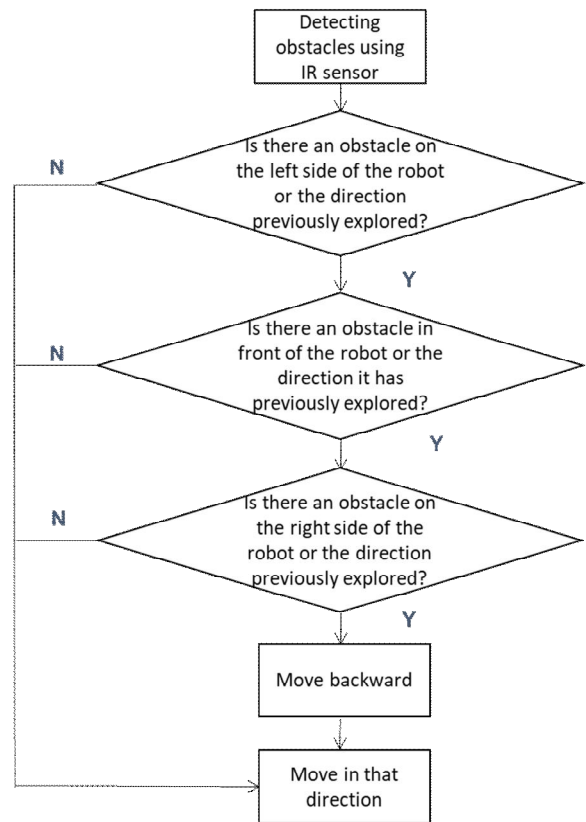 Detecting
obstacles using
IR sensor
Is there an obstacle on
the left side of the robot
or the direction
previously explored?
N
Y
Is there an obstacle in
front of the robot or the
direction it has
previously explored?
N
Y
Is there an obstacle on
the right side of the
robot or the direction
previously explored?
N
Y
Move backward
Move in that
direction